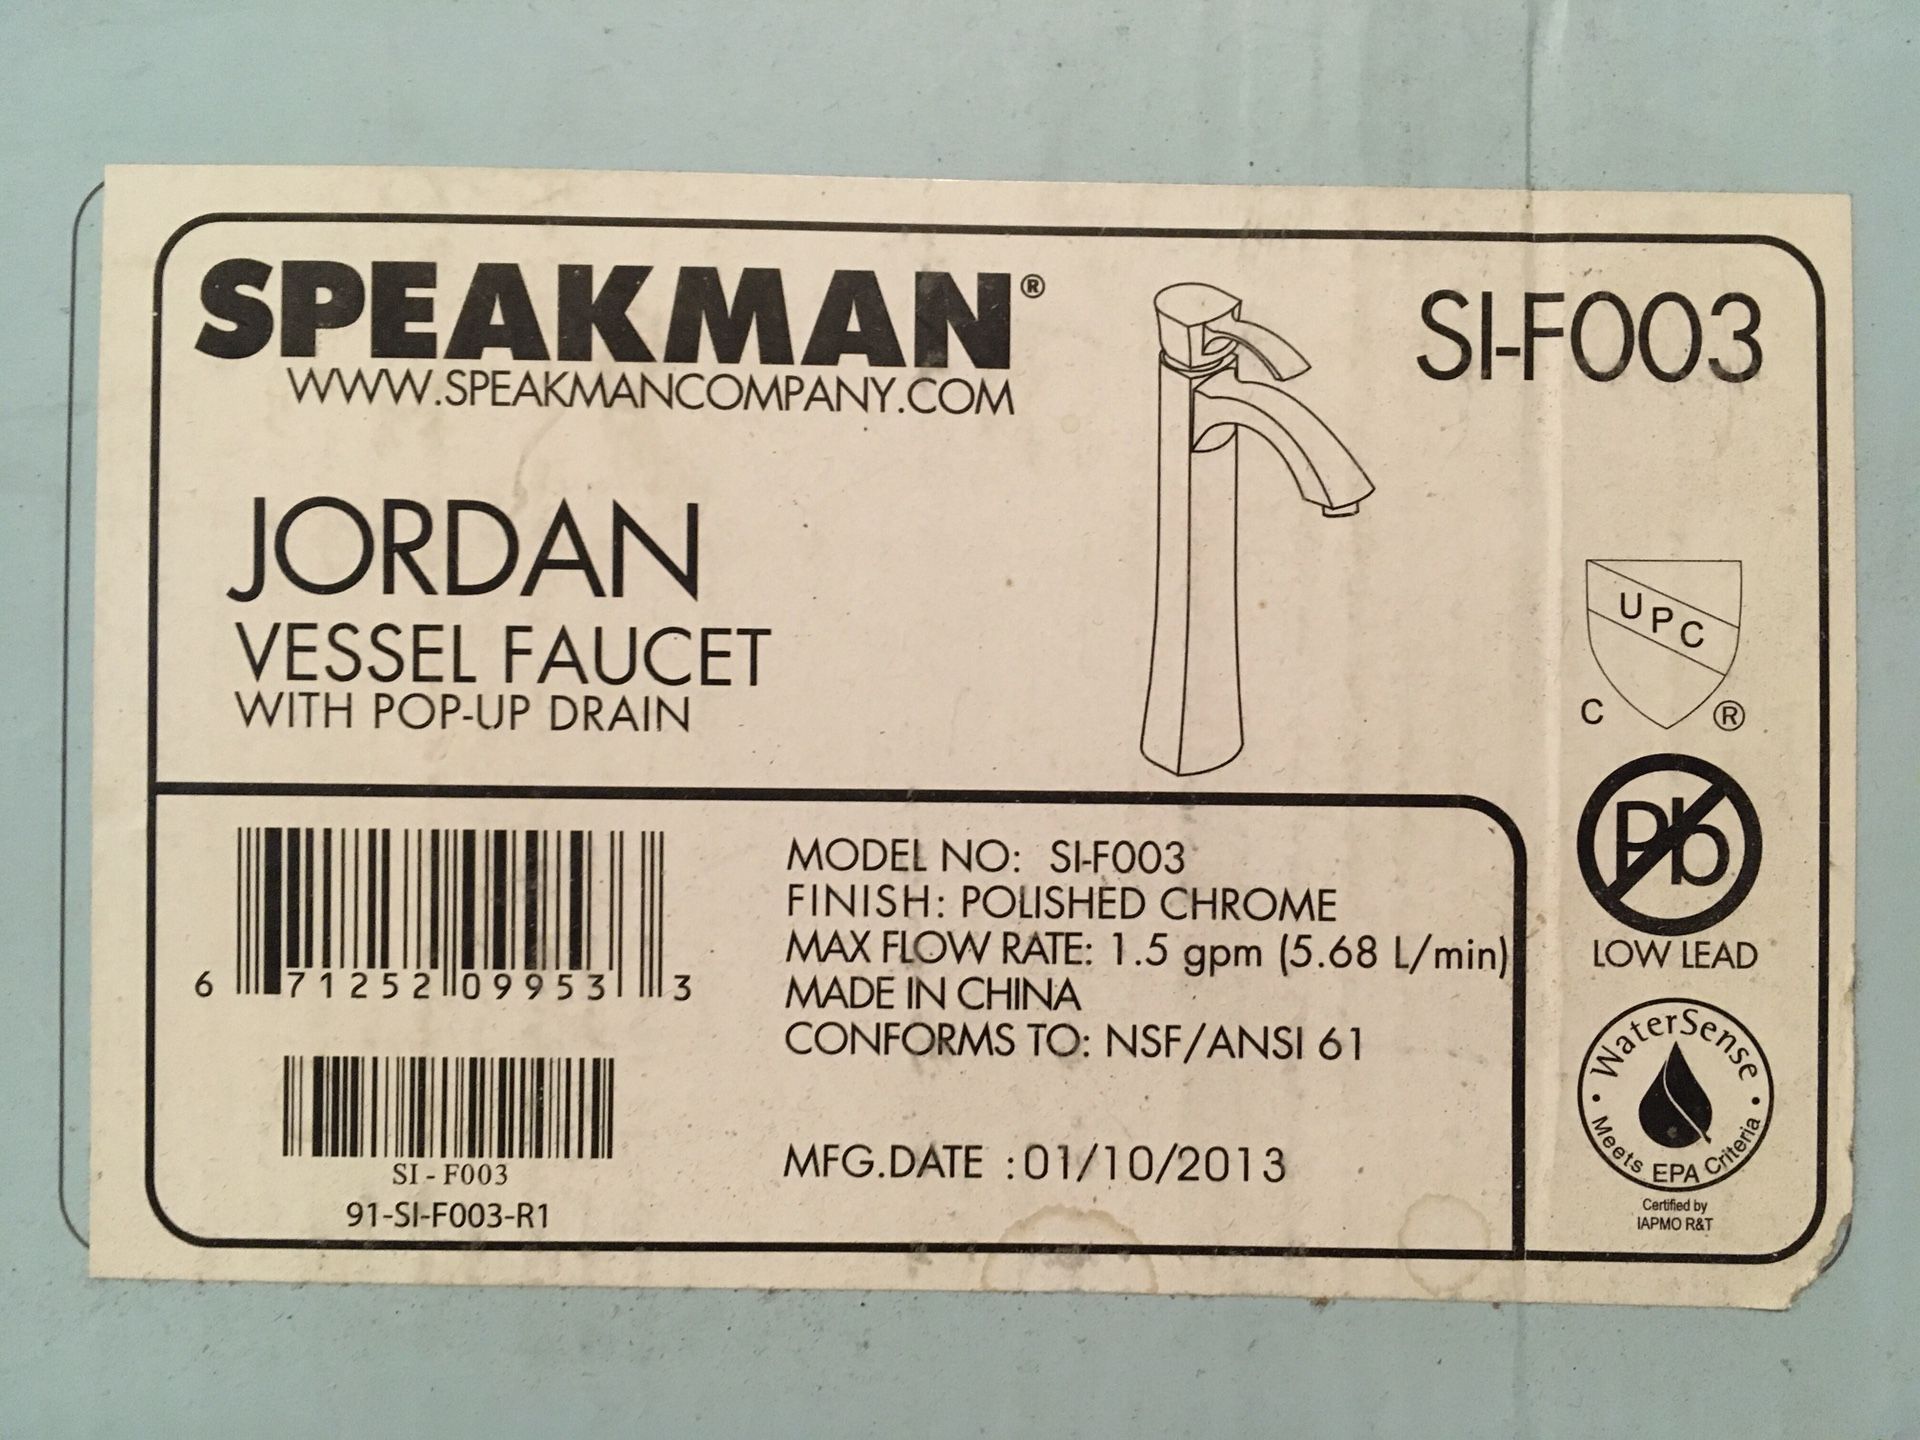 SPEAKMAN®
WWW.SPEAKMANCOMPANY.COM
SI-F003
JORDAN
VESSEL FAUCET
WITH POP-UP DRAIN
UPC
C ®
Pb
LOW LEAD
6 71252 09953 3
SI - F003
91-SI-F003-R1
MODEL NO: SI-F003
FINISH: POLISHED CHROME
MAX FLOW RATE: 1.5 gpm (5.68 L/min)
MADE IN CHINA
CONFORMS TO: NSF/ANSI 61
MFG.DATE :01/10/2013
WaterSense
• Meets EPA Criteria •
Certified by
IAPMO R&T